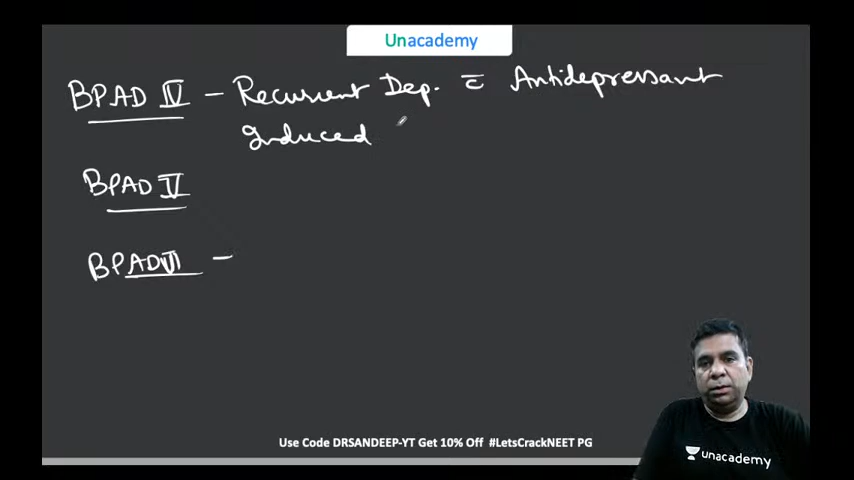 Unacademy
BPAD IV - Recurrent Dep. c̄ Antidepressant
Induced
BPAD V
BPAD VI -
unacademy
Use Code DRSANDEEP-YT Get 10% Off #LetsCrackNEET PG